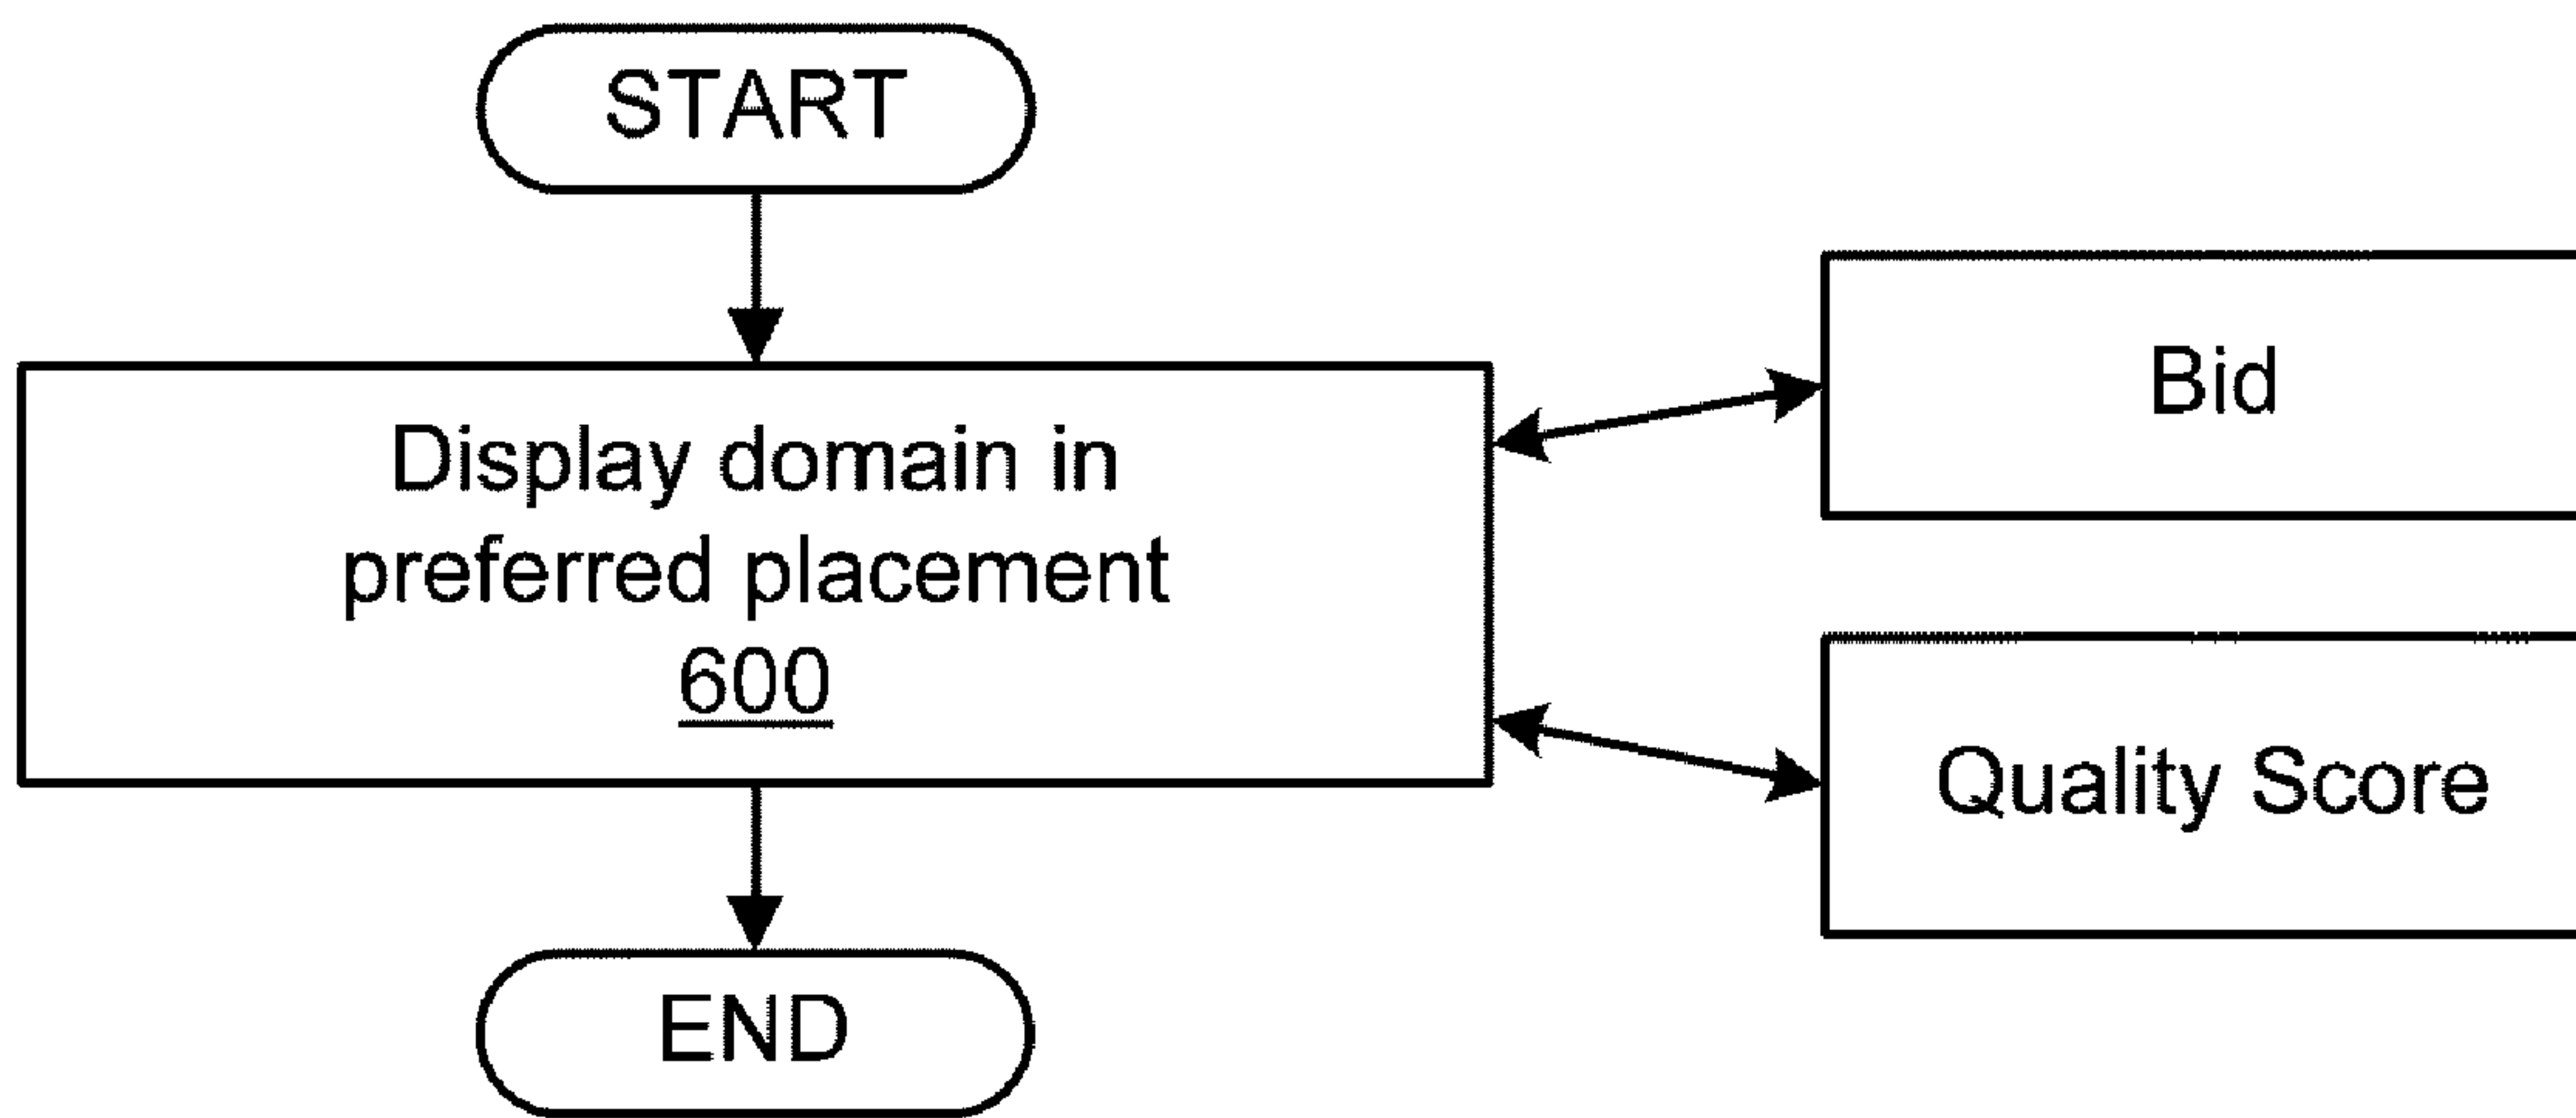 START
Display domain in
preferred placement
600
Bid
Quality Score
END